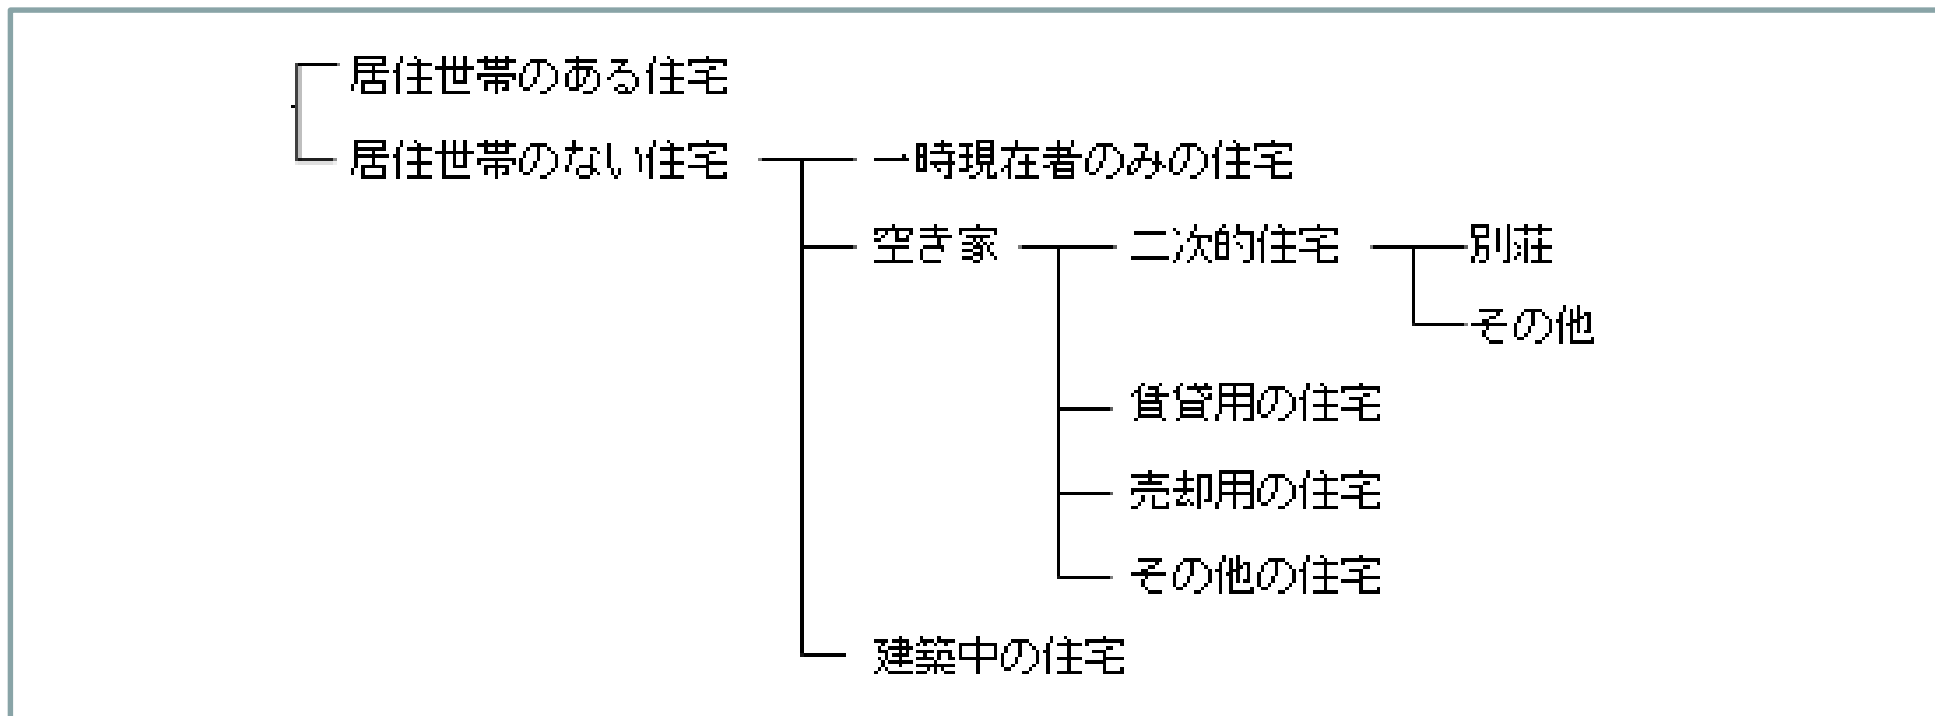 居住世帯のある住宅
居住世帯のない住宅 一時現在者のみの住宅
空き家 二次的住宅 別荘
その他
賃貸用の住宅
売却用の住宅
その他の住宅
建築中の住宅